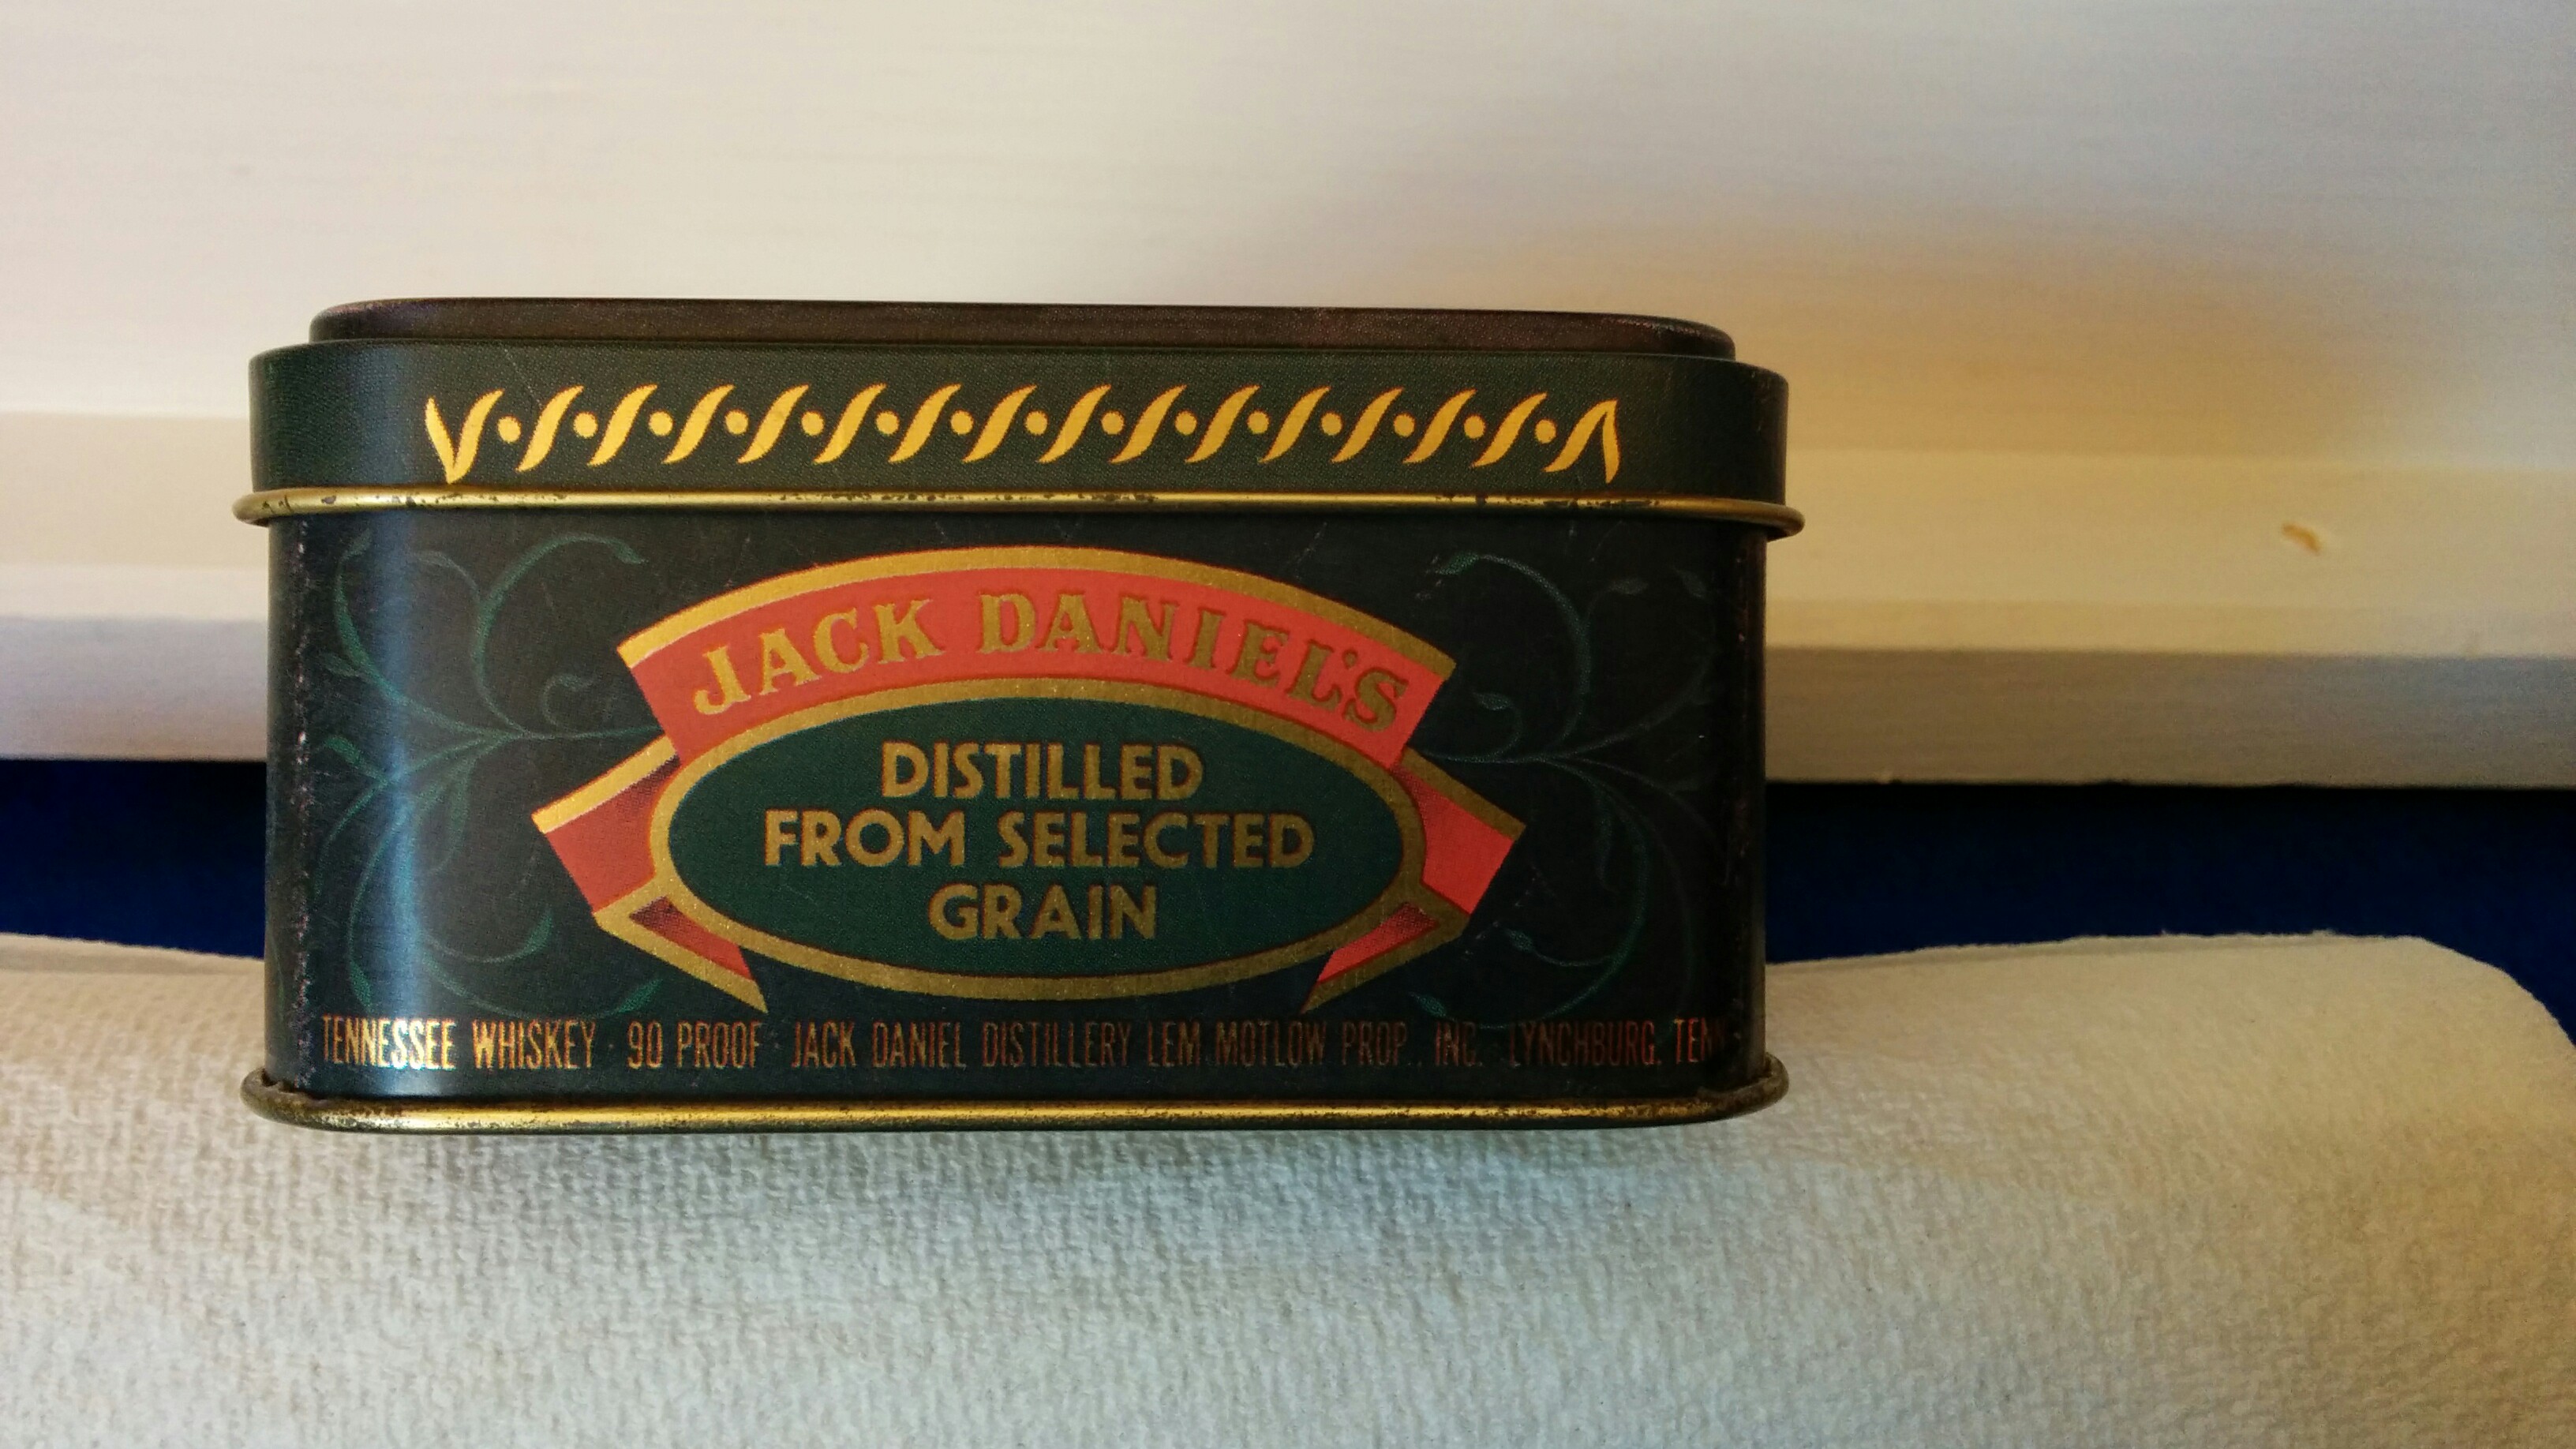 JACK DANIEL'S
DISTILLED
FROM SELECTED
GRAIN
TENNESSEE WHISKEY · 90 PROOF · JACK DANIEL DISTILLERY LEM MOTLOW PROP., INC. LYNCHBURG, TENN